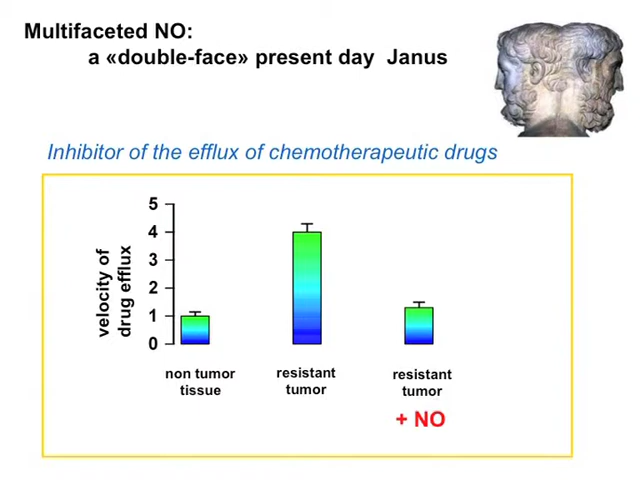 Multifaceted NO:
a «double-face» present day Janus
Inhibitor of the efflux of chemotherapeutic drugs
velocity of
drug efflux
5
4
3
2
1
0
non tumor
tissue
resistant
tumor
resistant
tumor
+ NO